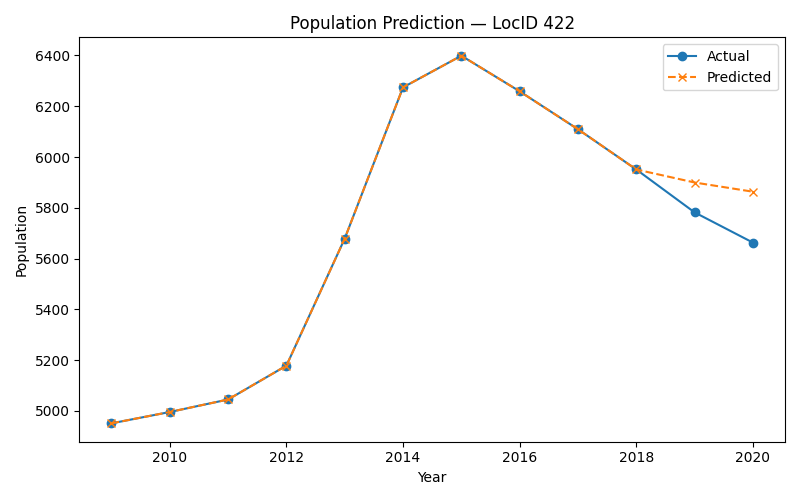 Population Prediction — LocID 422
Actual
Predicted
6400
6200
6000
5800
5600
5400
5200
5000
Population
2010 2012 2014 2016 2018 2020
Year